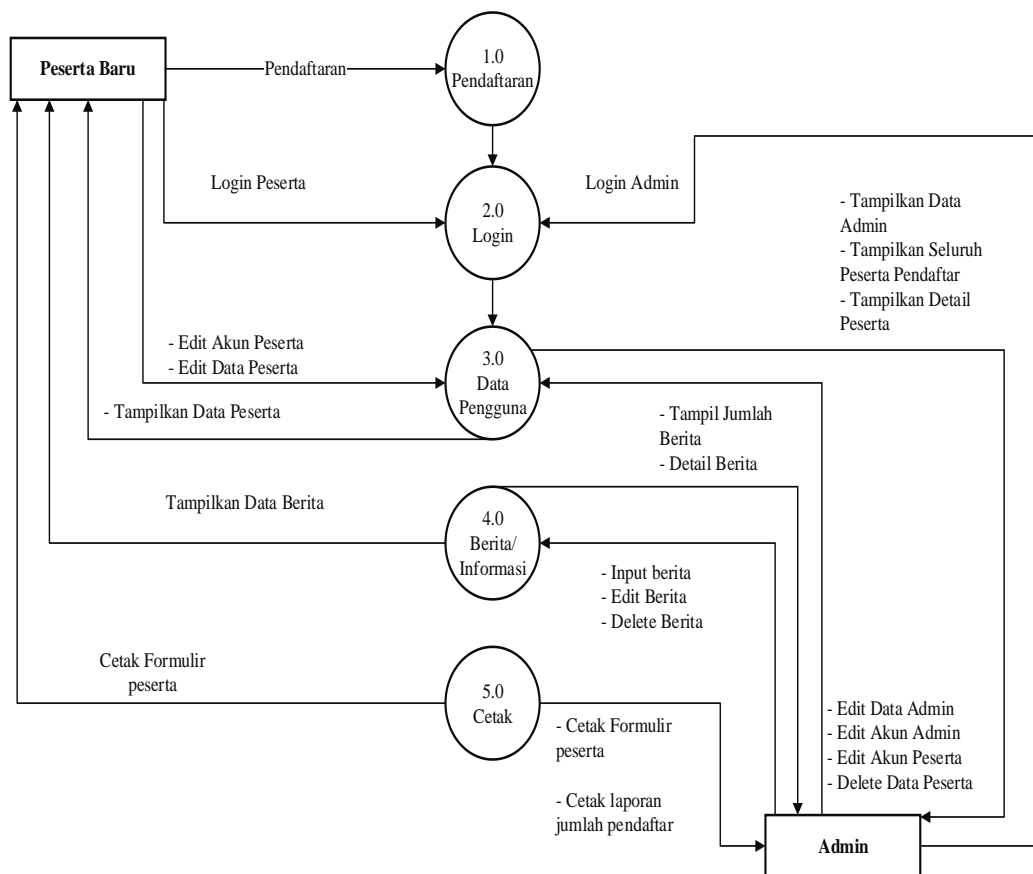 Peserta Baru
Pendaftaran
1.0
Pendaftaran
Login Peserta
2.0
Login
Login Admin
- Tampilkan Data
Admin
- Tampilkan Seluruh
Peserta Pendaftar
- Tampilkan Detail
Peserta
- Edit Akun Peserta
- Edit Data Peserta
3.0
Data
Pengguna
- Tampilkan Data Peserta
- Tampil Jumlah
Berita
- Detail Berita
Tampilkan Data Berita
4.0
Berita/
Informasi
- Input berita
- Edit Berita
- Delete Berita
Cetak Formulir
peserta
5.0
Cetak
- Cetak Formulir
peserta
- Cetak laporan
jumlah pendaftar
- Edit Data Admin
- Edit Akun Admin
- Edit Akun Peserta
- Delete Data Peserta
Admin